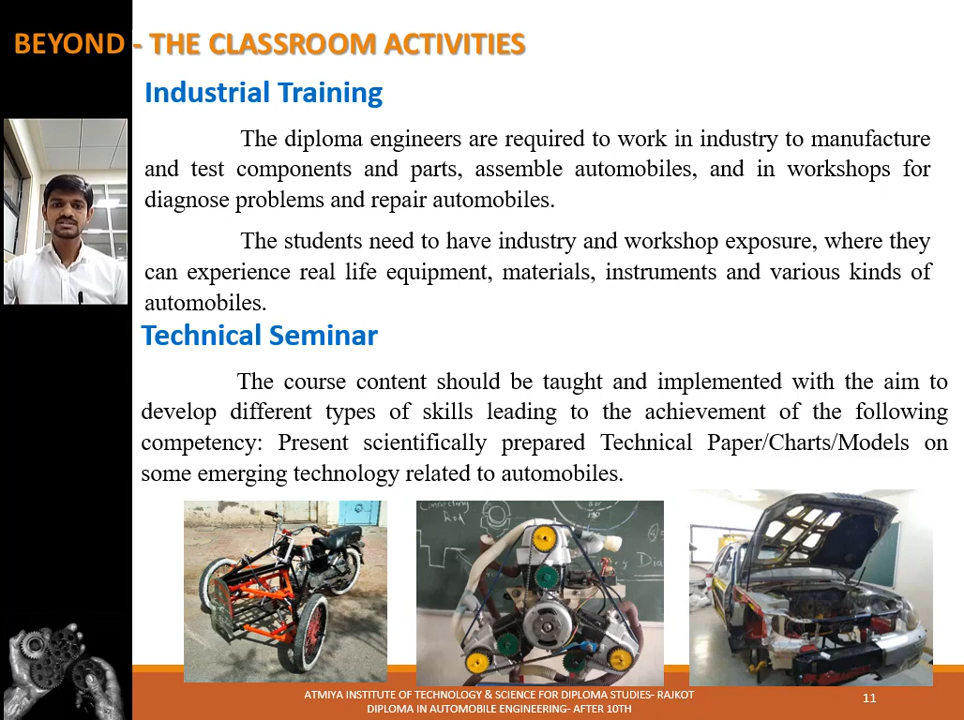 BEYOND - THE CLASSROOM ACTIVITIES
Industrial Training
The diploma engineers are required to work in industry to manufacture
and test components and parts, assemble automobiles, and in workshops for
diagnose problems and repair automobiles.
The students need to have industry and workshop exposure, where they
can experience real life equipment, materials, instruments and various kinds of
automobiles.
Technical Seminar
The course content should be taught and implemented with the aim to
develop different types of skills leading to the achievement of the following
competency: Present scientifically prepared Technical Paper/Charts/Models on
some emerging technology related to automobiles.
Connecting
Rod
ATMIYA INSTITUTE OF TECHNOLOGY & SCIENCE FOR DIPLOMA STUDIES- RAJKOT
DIPLOMA IN AUTOMOBILE ENGINEERING- AFTER 10TH
11